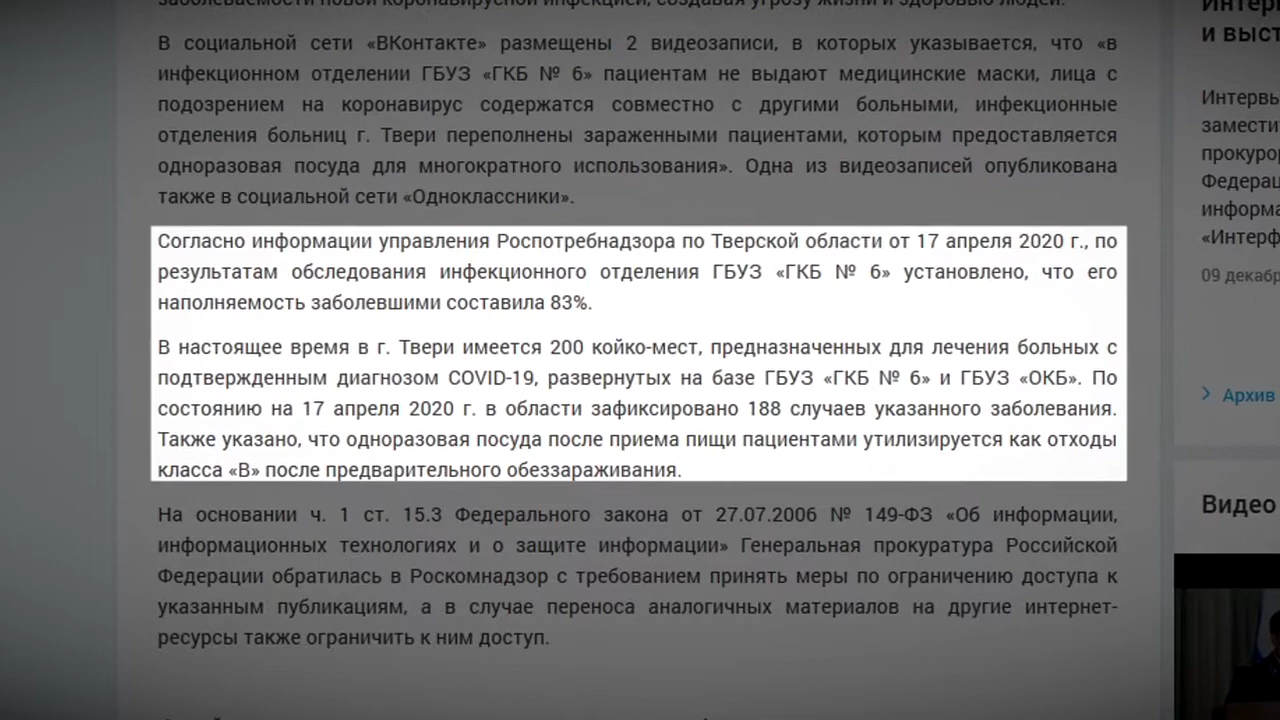 заболеваемости новой коронавирусной инфекцией, создавая угрозу жизни и здоровью людей.
В социальной сети «ВКонтакте» размещены 2 видеозаписи, в которых указывается, что «в
инфекционном отделении ГБУЗ «ГКБ № 6» пациентам не выдают медицинские маски, лица с
подозрением на коронавирус содержатся совместно с другими больными, инфекционные
отделения больниц г. Твери переполнены зараженными пациентами, которым предоставляется
одноразовая посуда для многократного использования». Одна из видеозаписей опубликована
также в социальной сети «Одноклассники».
Согласно информации управления Роспотребнадзора по Тверской области от 17 апреля 2020 г., по
результатам обследования инфекционного отделения ГБУЗ «ГКБ № 6» установлено, что его
наполняемость заболевшими составила 83%.
В настоящее время в г. Твери имеется 200 койко-мест, предназначенных для лечения больных с
подтвержденным диагнозом COVID-19, развернутых на базе ГБУЗ «ГКБ № 6» и ГБУЗ «ОКБ». По
состоянию на 17 апреля 2020 г. в области зафиксировано 188 случаев указанного заболевания.
Также указано, что одноразовая посуда после приема пищи пациентами утилизируется как отходы
класса «В» после предварительного обеззараживания.
На основании ч. 1 ст. 15.3 Федерального закона от 27.07.2006 № 149-ФЗ «Об информации,
информационных технологиях и о защите информации» Генеральная прокуратура Российской
Федерации обратилась в Роскомнадзор с требованием принять меры по ограничению доступа к
указанным публикациям, а в случае переноса аналогичных материалов на другие интернет-
ресурсы также ограничить к ним доступ.
и выст
Интервь
замести
прокурор
Федерац
информа
«Интерф
09 декабр
Архив
Видео